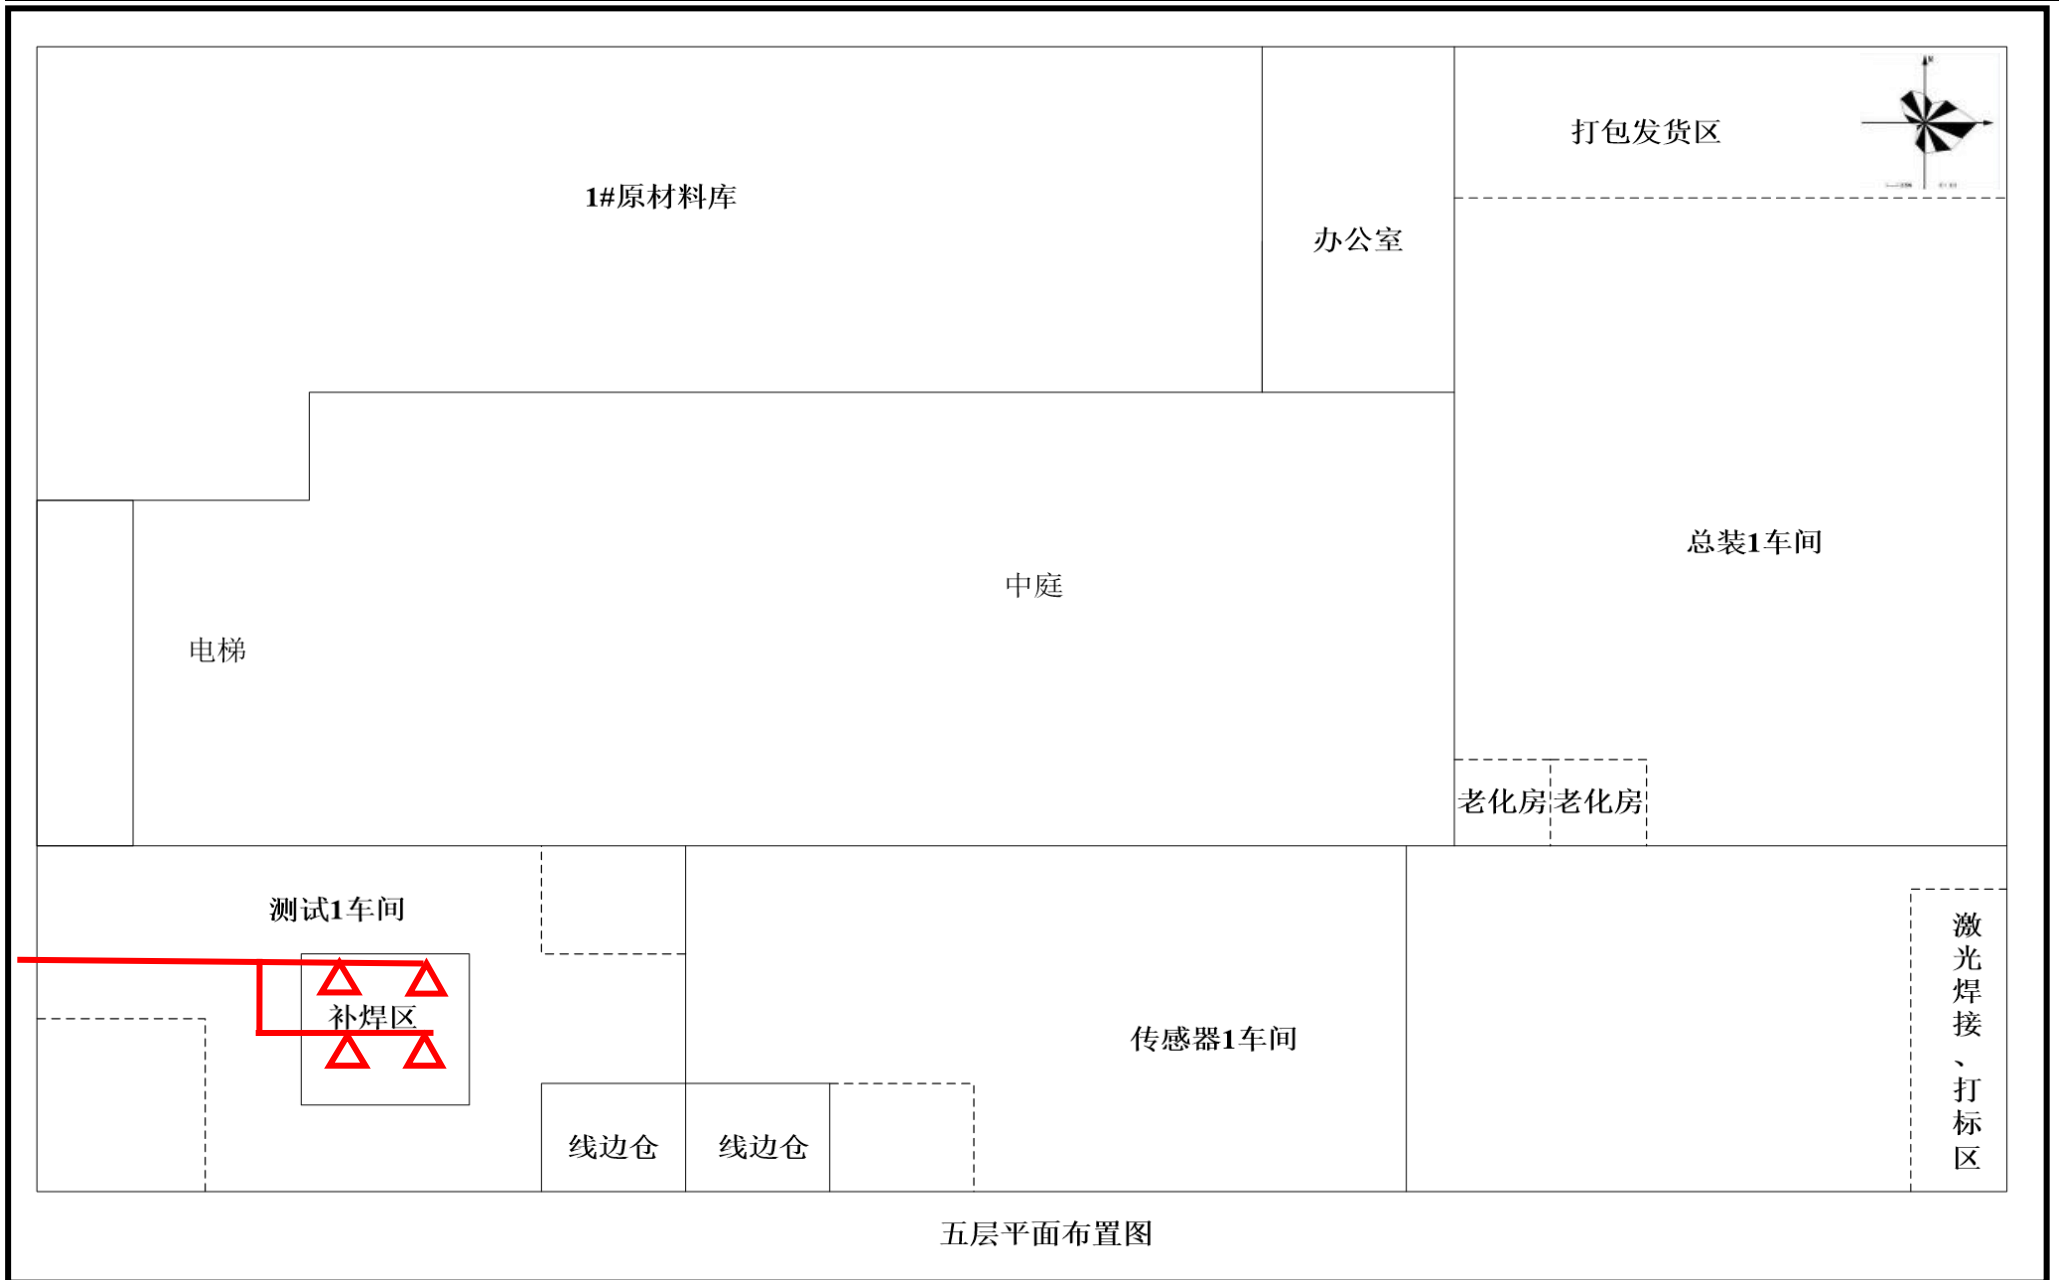 打包发货区
1#原材料库
办公室
总装1车间
中庭
电梯
老化房
老化房
测试1车间
激光焊接、打标区
补焊区
传感器1车间
线边仓
线边仓
五层平面布置图